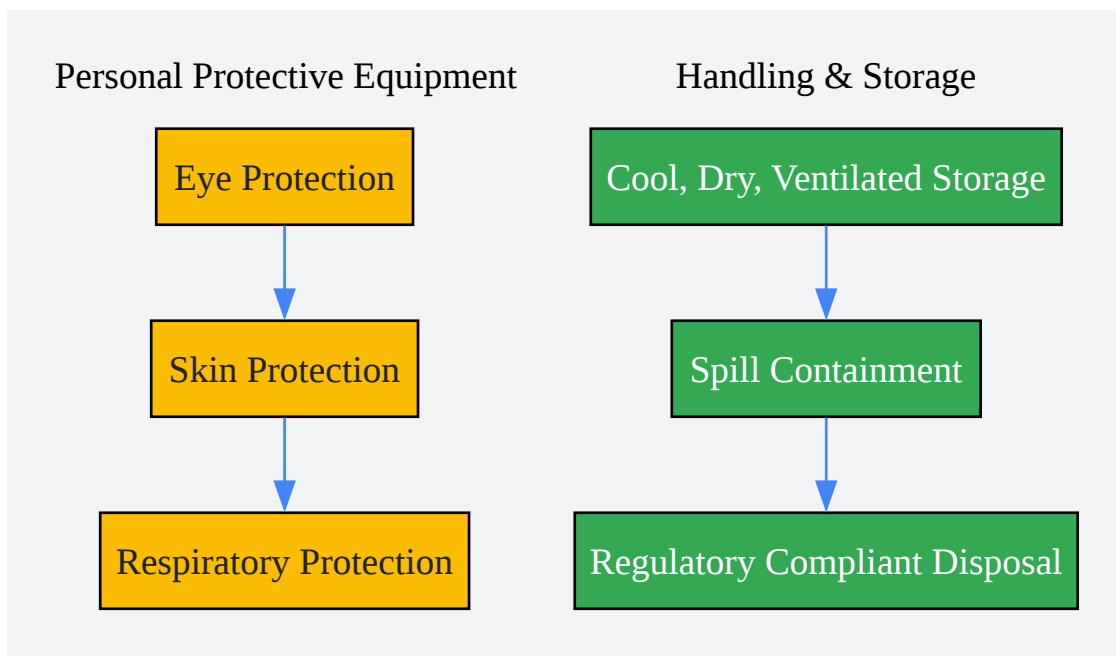 Personal Protective Equipment
Eye Protection
Skin Protection
Respiratory Protection
Handling & Storage
Cool, Dry, Ventilated Storage
Spill Containment
Regulatory Compliant Disposal